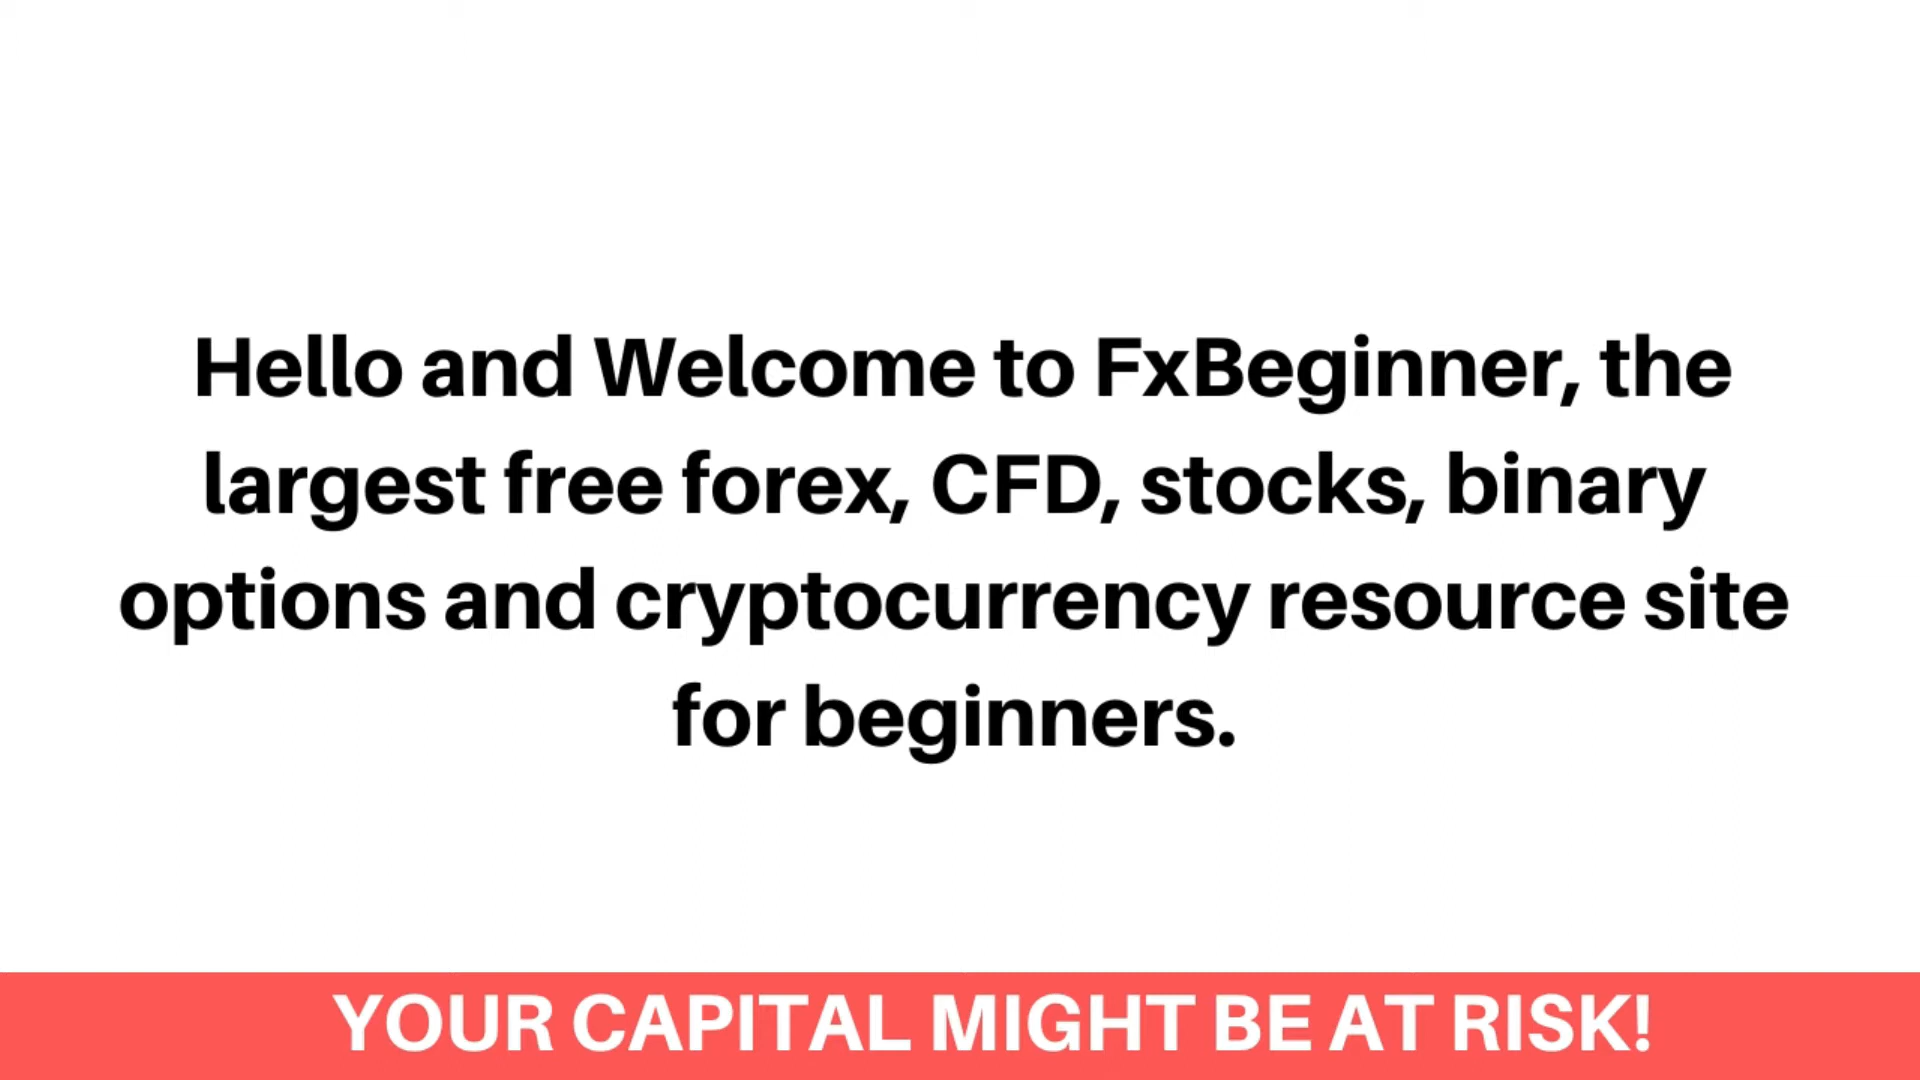 Hello and Welcome to FxBeginner, the
largest free forex, CFD, stocks, binary
options and cryptocurrency resource site
for beginners.
YOUR CAPITAL MIGHT BE AT RISK!